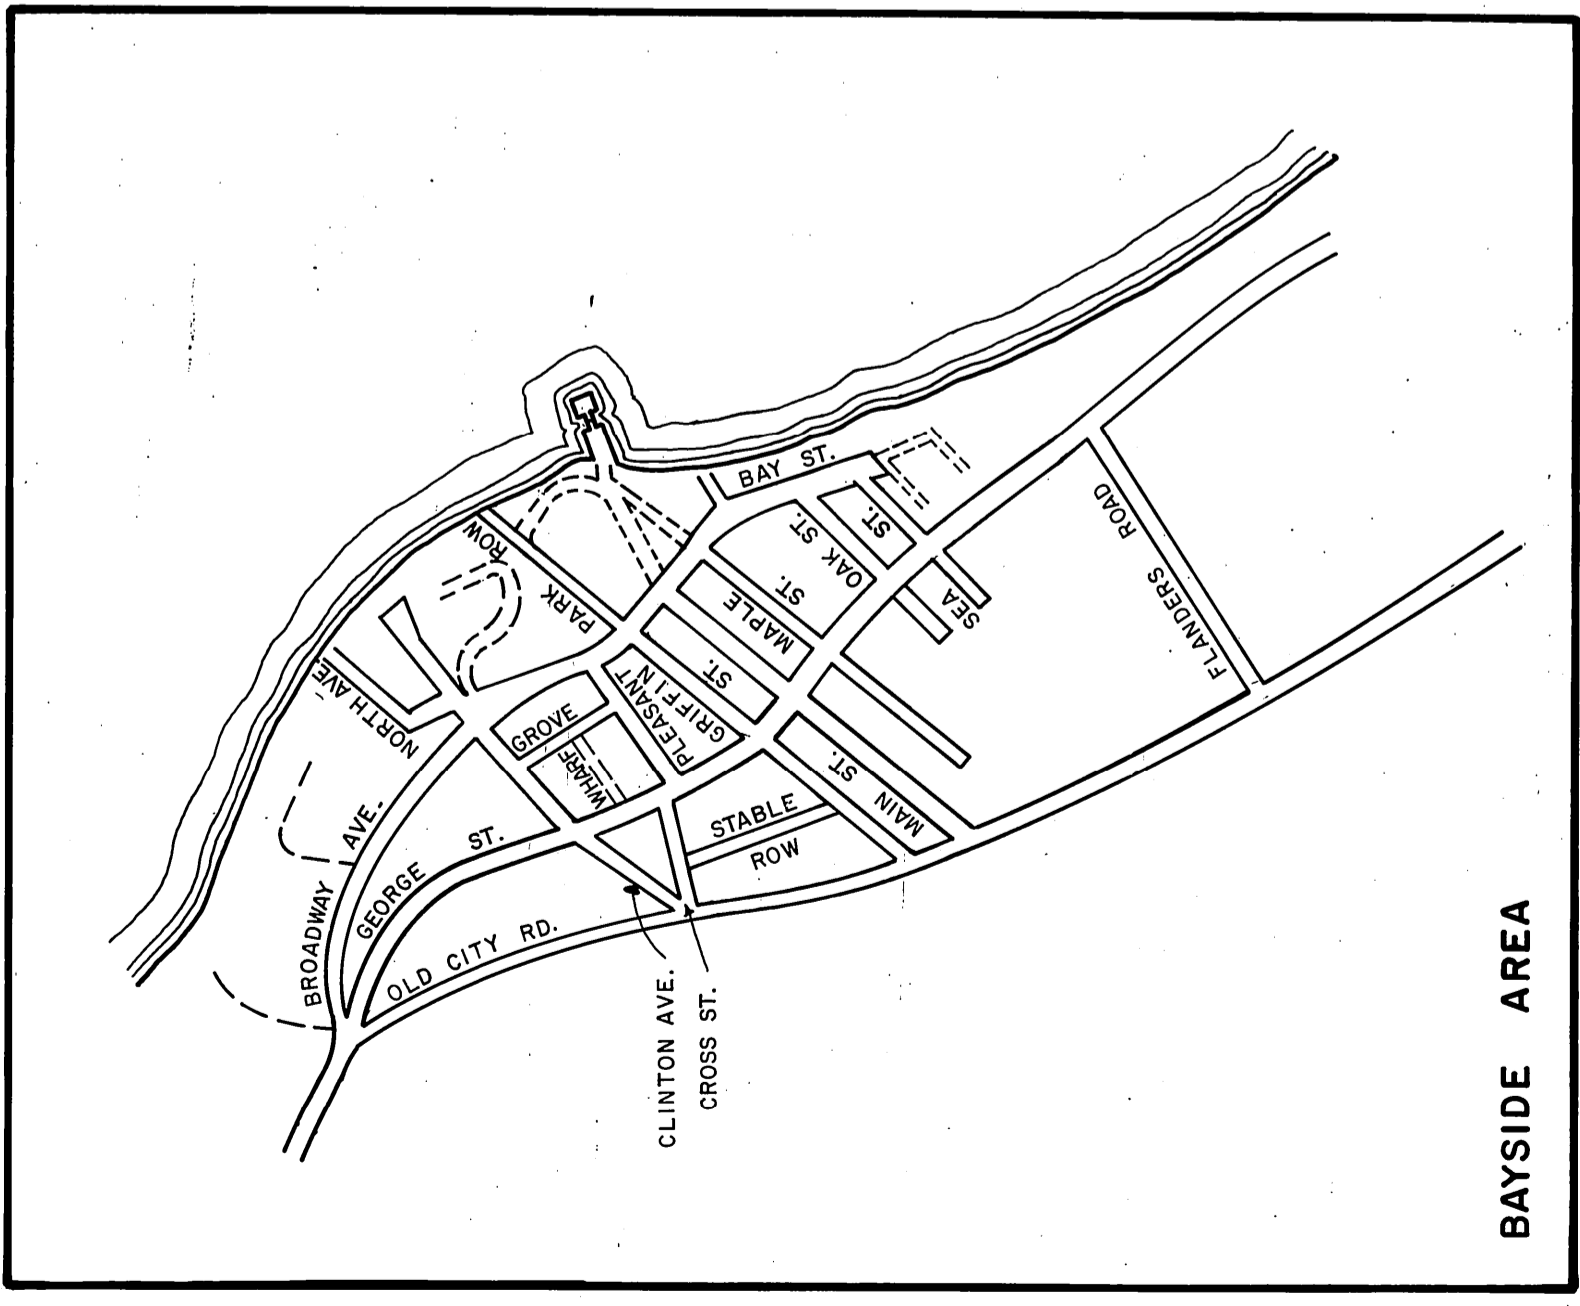 BAY ST.
PARK ROW
OAK ST.
SEA ST.
MAPLE ST.
GRIFFIN ST.
PLEASANT
NORTH AVE.
GROVE
WHARF
FLANDERS ROAD
MAIN ST.
STABLE
ROW
BROADWAY AVE.
GEORGE ST.
OLD CITY RD.
CLINTON AVE.
CROSS ST.
BAYSIDE AREA